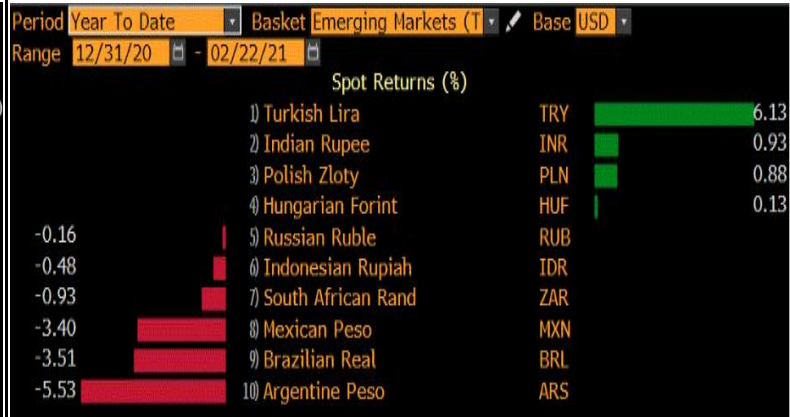 Period Year To Date Basket Emerging Markets (T Base USD
Range 12/31/20 - 02/22/21
Spot Returns (%)
1) Turkish Lira TRY 6.13
2) Indian Rupee INR 0.93
3) Polish Zloty PLN 0.88
4) Hungarian Forint HUF 0.13
-0.16 5) Russian Ruble RUB
-0.48 6) Indonesian Rupiah IDR
-0.93 7) South African Rand ZAR
-3.40 8) Mexican Peso MXN
-3.51 9) Brazilian Real BRL
-5.53 10) Argentine Peso ARS